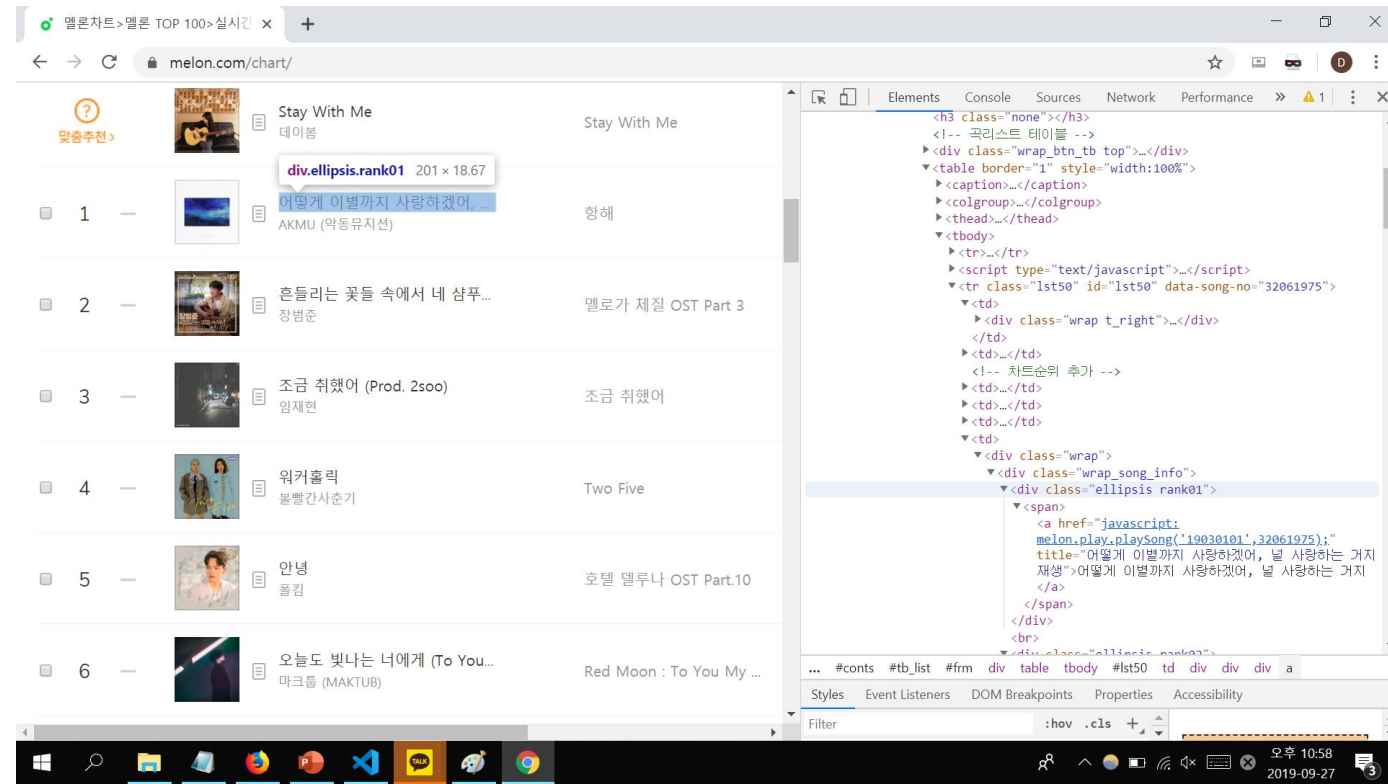 멜론차트>멜론 TOP 100>실시간
melon.com/chart/
D
맞춤추천 >
Stay With Me
데이봄
Stay With Me
div.ellipsis.rank01 201 × 18.67
1
어떻게 이별까지 사랑하겠어, ...
AKMU (악동뮤지션)
항해
2
흔들리는 꽃들 속에서 네 샴푸...
장범준
멜로가 체질 OST Part 3
3
조금 취했어 (Prod. 2soo)
임재현
조금 취했어
4
워커홀릭
볼빨간사춘기
Two Five
5
안녕
폴킴
호텔 델루나 OST Part.10
6
오늘도 빛나는 너에게 (To You...
마크툽 (MAKTUB)
Red Moon : To You My ...
Elements Console Sources Network Performance » 1
<h3 class="none"></h3>
<!-- 곡리스트 테이블 -->
<div class="wrap_btn_tb top">…</div>
<table border="1" style="width:100%">
<caption>…</caption>
<colgroup>…</colgroup>
<thead>…</thead>
<tbody>
<tr>…</tr>
<script type="text/javascript">…</script>
<tr class="lst50" id="lst50" data-song-no="32061975">
<td>
<div class="wrap t_right">…</div>
</td>
<td>…</td>
<!-- 차트순위 추가 -->
<td>…</td>
<td>…</td>
<td>…</td>
<td>
<div class="wrap">
<div class="wrap_song_info">
<div class="ellipsis rank01">
<span>
<a href="javascript:
melon.play.playSong('19030101',32061975);"
title="어떻게 이별까지 사랑하겠어, 널 사랑하는 거지
재생">어떻게 이별까지 사랑하겠어, 널 사랑하는 거지
</a>
</span>
</div>
<br>
<div class="ellipsis rank02">
... #conts #tb_list #frm div table tbody #lst50 td div div div a
Styles Event Listeners DOM Breakpoints Properties Accessibility
Filter :hov .cls +
TALK
오후 10:58
2019-09-27
3